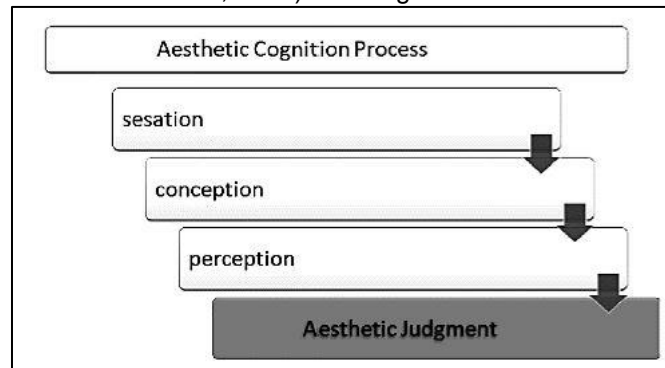 Aesthetic Cognition Process
sesation
conception
perception
Aesthetic Judgment